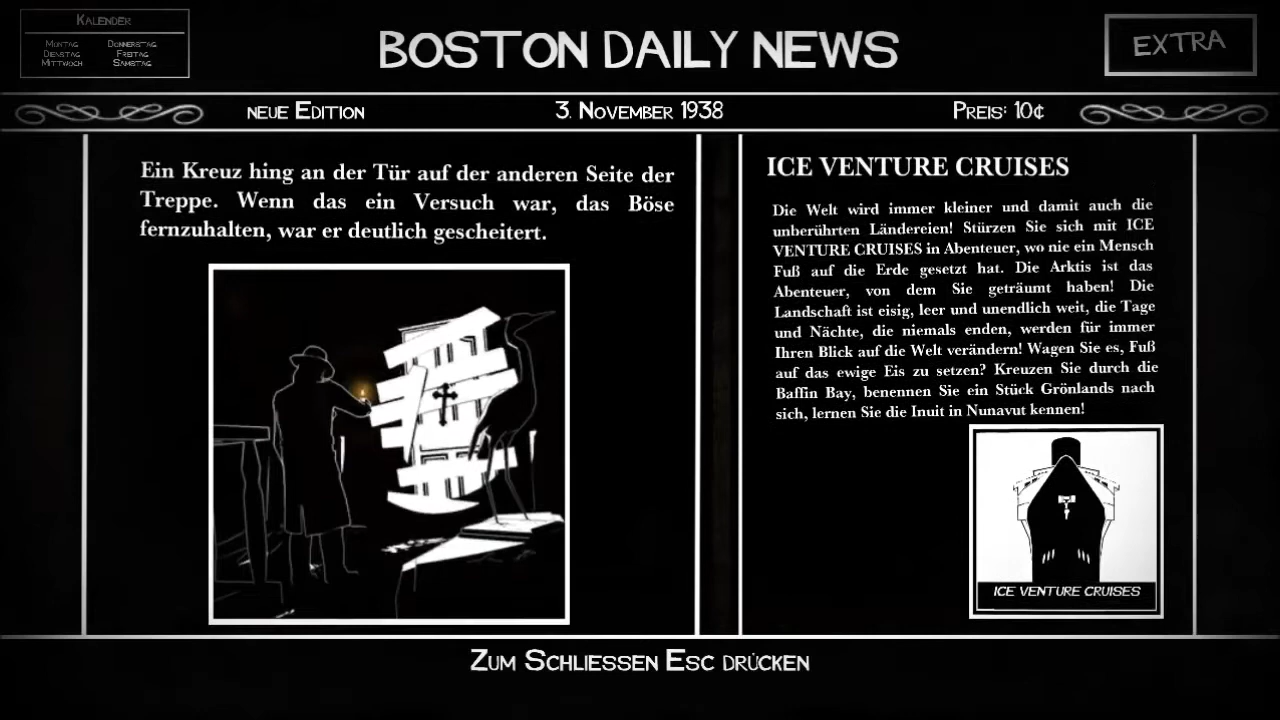 Kalender
Montag Donnerstag
Dienstag Freitag
Mittwoch Samstag
Boston Daily News
EXTRA
neue Edition 3. November 1938 Preis: 10¢
Ein Kreuz hing an der Tür auf der anderen Seite der
Treppe. Wenn das ein Versuch war, das Böse
fernzuhalten, war er deutlich gescheitert.
ICE VENTURE CRUISES
Die Welt wird immer kleiner und damit auch die
unberührten Ländereien! Stürzen Sie sich mit ICE
VENTURE CRUISES in Abenteuer, wo nie ein Mensch
Fuß auf die Erde gesetzt hat. Die Arktis ist das
Abenteuer, von dem Sie geträumt haben! Die
Landschaft ist eisig, leer und unendlich weit, die Tage
und Nächte, die niemals enden, werden für immer
Ihren Blick auf die Welt verändern! Wagen Sie es, Fuß
auf das ewige Eis zu setzen? Kreuzen Sie durch die
Baffin Bay, benennen Sie ein Stück Grönlands nach
sich, lernen Sie die Inuit in Nunavut kennen!
ICE VENTURE CRUISES
Zum Schliessen Esc drücken